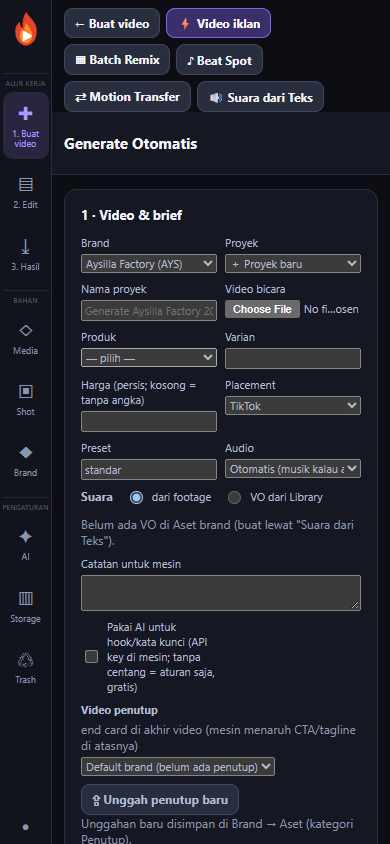 ← Buat video
Video iklan
Batch Remix
♪ Beat Spot
⇄ Motion Transfer
Suara dari Teks
ALUR KERJA
1. Buat
video
2. Edit
3. Hasil
BAHAN
Media
Shot
Brand
PENGATURAN
AI
Storage
Trash
Generate Otomatis
1 · Video & brief
Brand
Proyek
Aysilla Factory (AYS)
+ Proyek baru
Nama proyek
Video bicara
Generate Aysilla Factory 20
Choose File No fi...osen
Produk
Varian
— pilih —
Harga (persis; kosong =
tanpa angka)
Placement
TikTok
Preset
Audio
standar
Otomatis (musik kalau a
Suara
dari footage
VO dari Library
Belum ada VO di Aset brand (buat lewat "Suara dari
Teks").
Catatan untuk mesin
Pakai AI untuk
hook/kata kunci (API
key di mesin; tanpa
centang = aturan saja,
gratis)
Video penutup
end card di akhir video (mesin menaruh CTA/tagline
di atasnya)
Default brand (belum ada penutup)
Unggah penutup baru
Unggahan baru disimpan di Brand → Aset (kategori
Penutup).